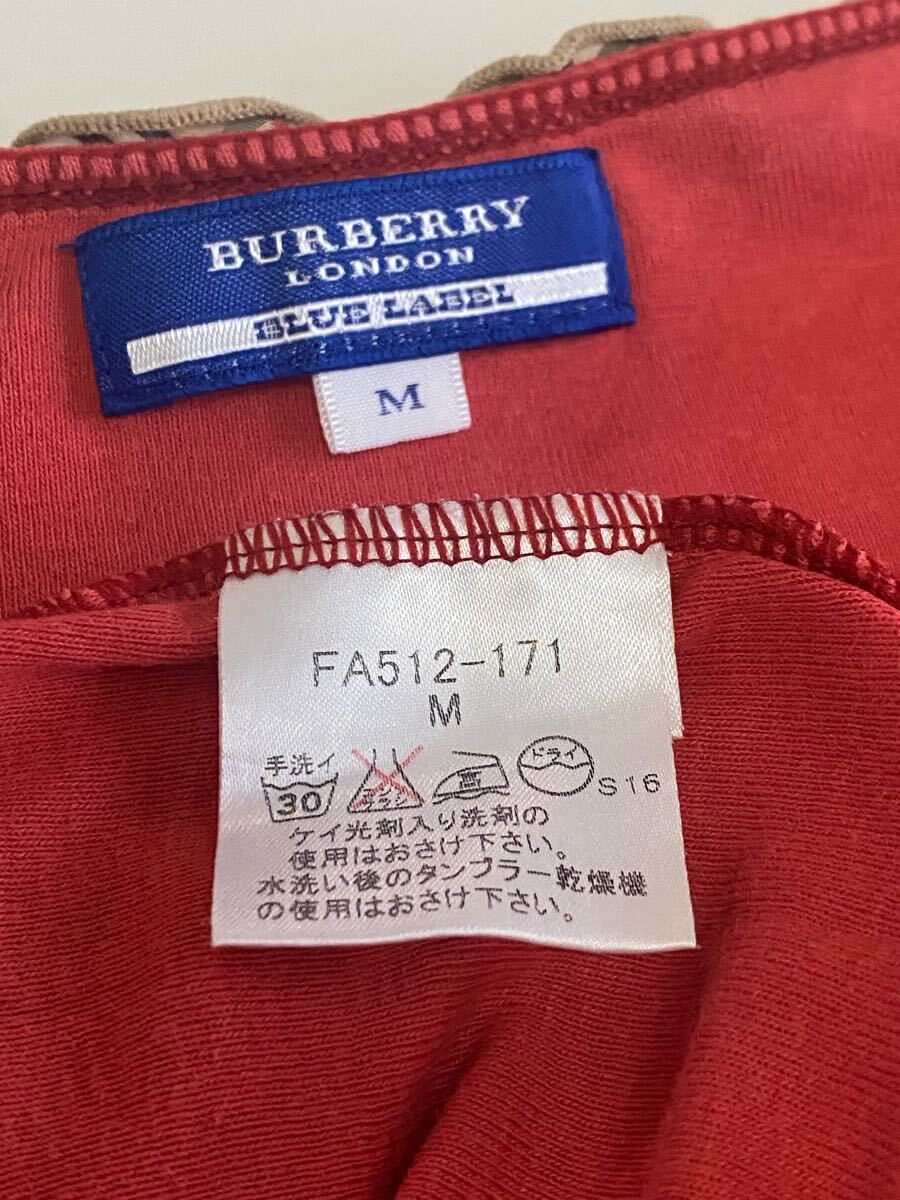 BURBERRY
LONDON
BLUE LABEL
M
FA512-171
M
手洗イ
30
ドライ
S16
ケイ光剤入り洗剤の
使用はおさけ下さい。
水洗い後のタンブラー乾燥機
の使用はおさけ下さい。